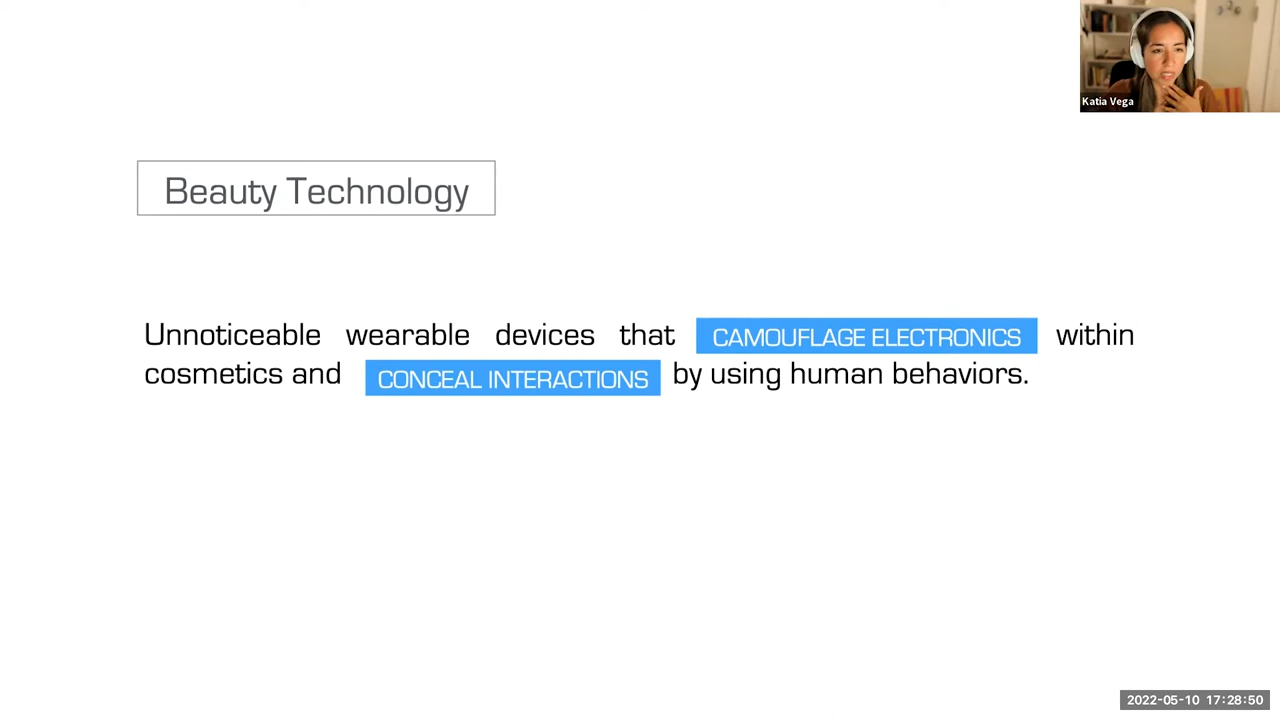 Katia Vega
Beauty Technology
Unnoticeable wearable devices that CAMOUFLAGE ELECTRONICS within
cosmetics and CONCEAL INTERACTIONS by using human behaviors.
2022-05-10 17:28:50